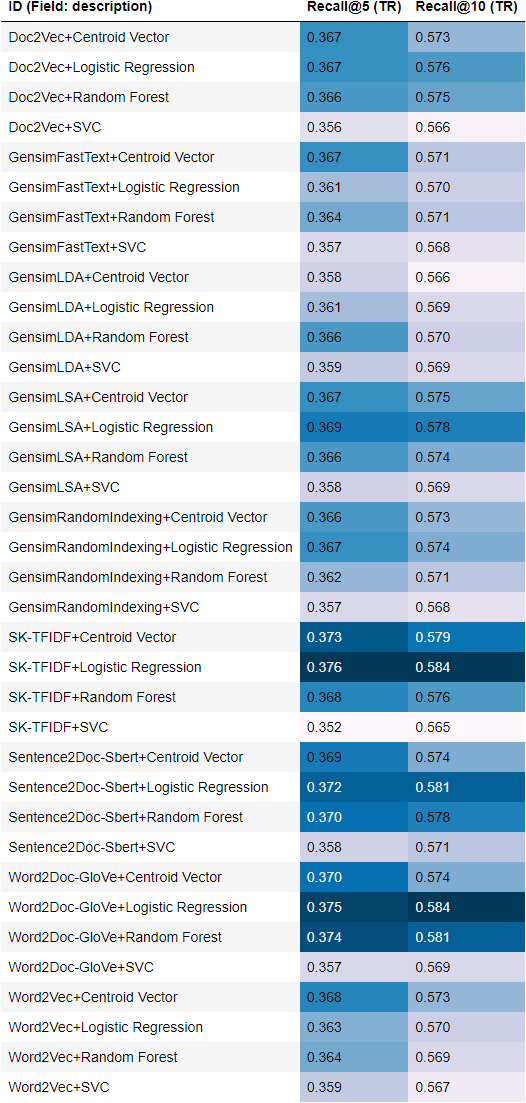 ID (Field: description) Recall@5 (TR) Recall@10 (TR)
Doc2Vec+Centroid Vector 0.367 0.573
Doc2Vec+Logistic Regression 0.367 0.576
Doc2Vec+Random Forest 0.366 0.575
Doc2Vec+SVC 0.356 0.566
GensimFastText+Centroid Vector 0.367 0.571
GensimFastText+Logistic Regression 0.361 0.570
GensimFastText+Random Forest 0.364 0.571
GensimFastText+SVC 0.357 0.568
GensimLDA+Centroid Vector 0.358 0.566
GensimLDA+Logistic Regression 0.361 0.569
GensimLDA+Random Forest 0.366 0.570
GensimLDA+SVC 0.359 0.569
GensimLSA+Centroid Vector 0.367 0.575
GensimLSA+Logistic Regression 0.369 0.578
GensimLSA+Random Forest 0.366 0.574
GensimLSA+SVC 0.358 0.569
GensimRandomIndexing+Centroid Vector 0.366 0.573
GensimRandomIndexing+Logistic Regression 0.367 0.574
GensimRandomIndexing+Random Forest 0.362 0.571
GensimRandomIndexing+SVC 0.357 0.568
SK-TFIDF+Centroid Vector 0.373 0.579
SK-TFIDF+Logistic Regression 0.376 0.584
SK-TFIDF+Random Forest 0.368 0.576
SK-TFIDF+SVC 0.352 0.565
Sentence2Doc-Sbert+Centroid Vector 0.369 0.574
Sentence2Doc-Sbert+Logistic Regression 0.372 0.581
Sentence2Doc-Sbert+Random Forest 0.370 0.578
Sentence2Doc-Sbert+SVC 0.358 0.571
Word2Doc-GloVe+Centroid Vector 0.370 0.574
Word2Doc-GloVe+Logistic Regression 0.375 0.584
Word2Doc-GloVe+Random Forest 0.374 0.581
Word2Doc-GloVe+SVC 0.357 0.569
Word2Vec+Centroid Vector 0.368 0.573
Word2Vec+Logistic Regression 0.363 0.570
Word2Vec+Random Forest 0.364 0.569
Word2Vec+SVC 0.359 0.567